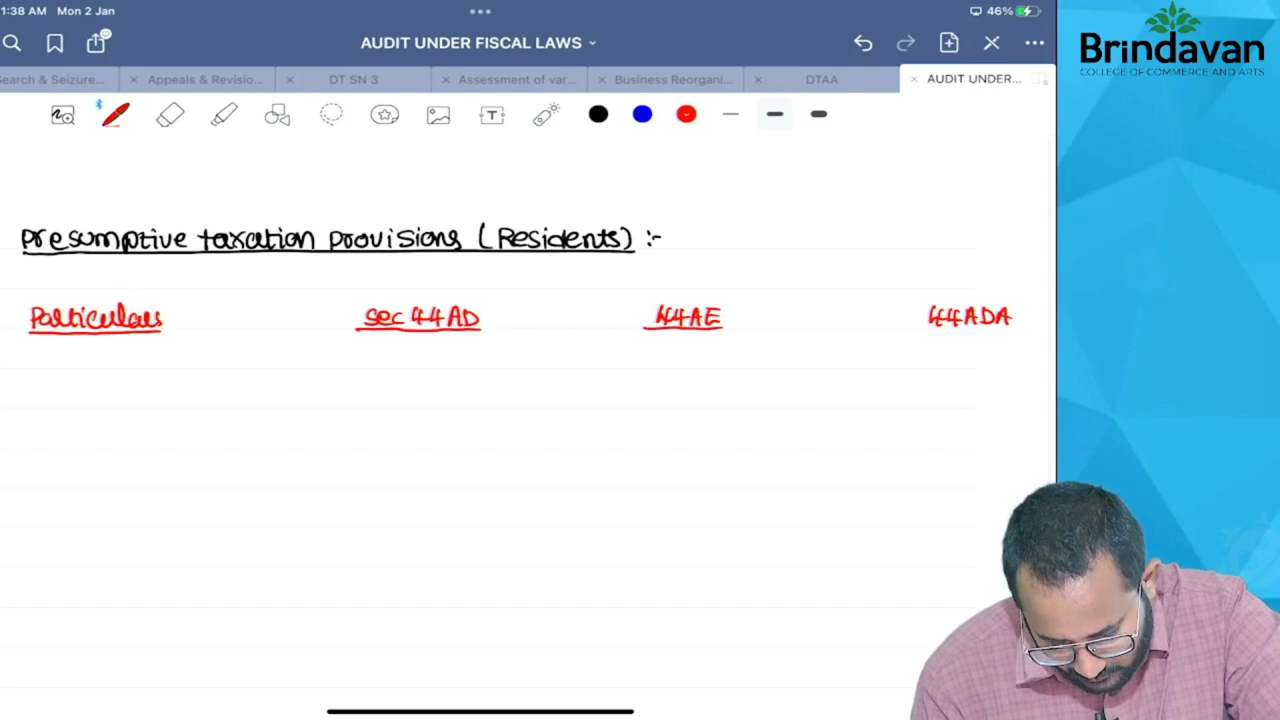 1:38 AM Mon 2 Jan
46%
AUDIT UNDER FISCAL LAWS
Brindavan
COLLEGE OF COMMERCE AND ARTS
earch & Seizure...
Appeals & Revisio...
DT SN 3
Assessment of var...
Business Reorgani...
DTAA
AUDIT UNDER...
T
Presumptive taxation provisions (Residents) :-
Particulars sec 44AD 44AE 44ADA